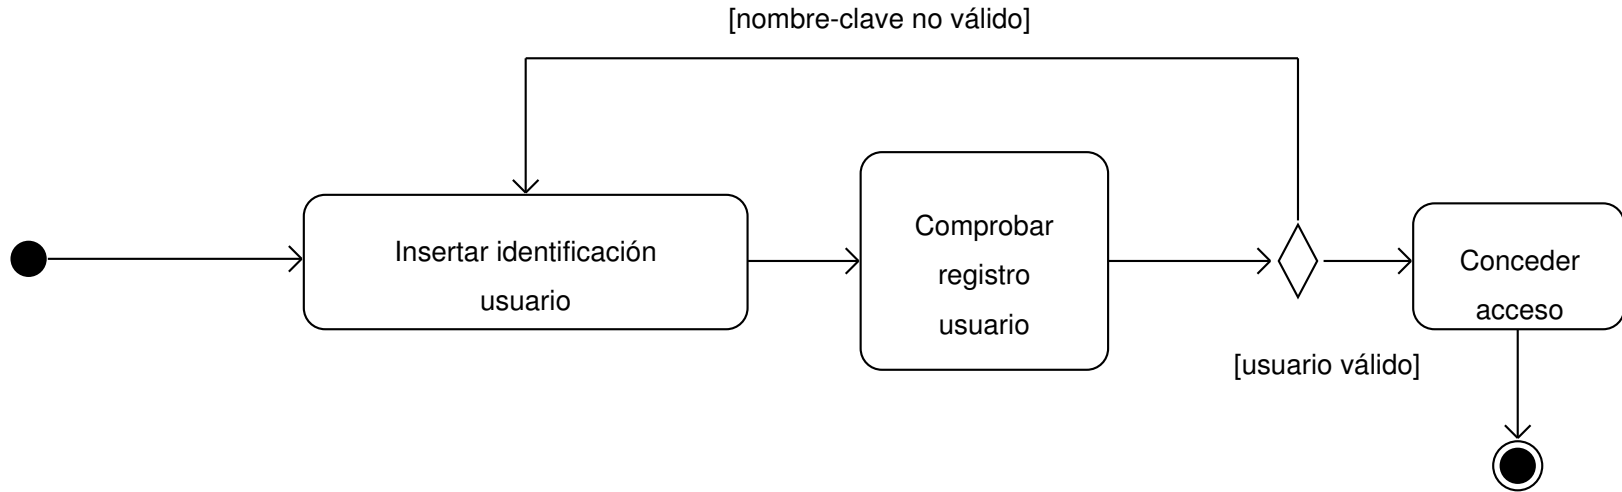 [nombre-clave no válido]
Insertar identificación
usuario
Comprobar
registro
usuario
Conceder
acceso
[usuario válido]